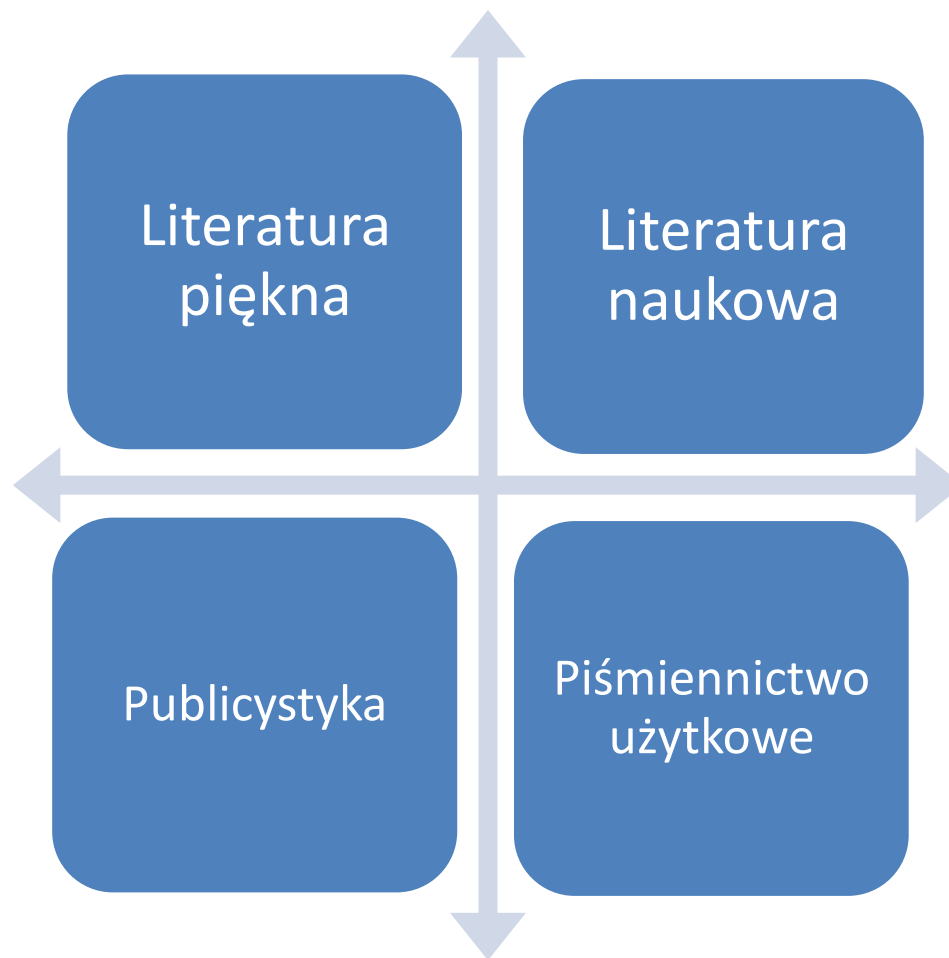 Literatura
piękna
Literatura
naukowa
Publicystyka
Piśmiennictwo
użytkowe